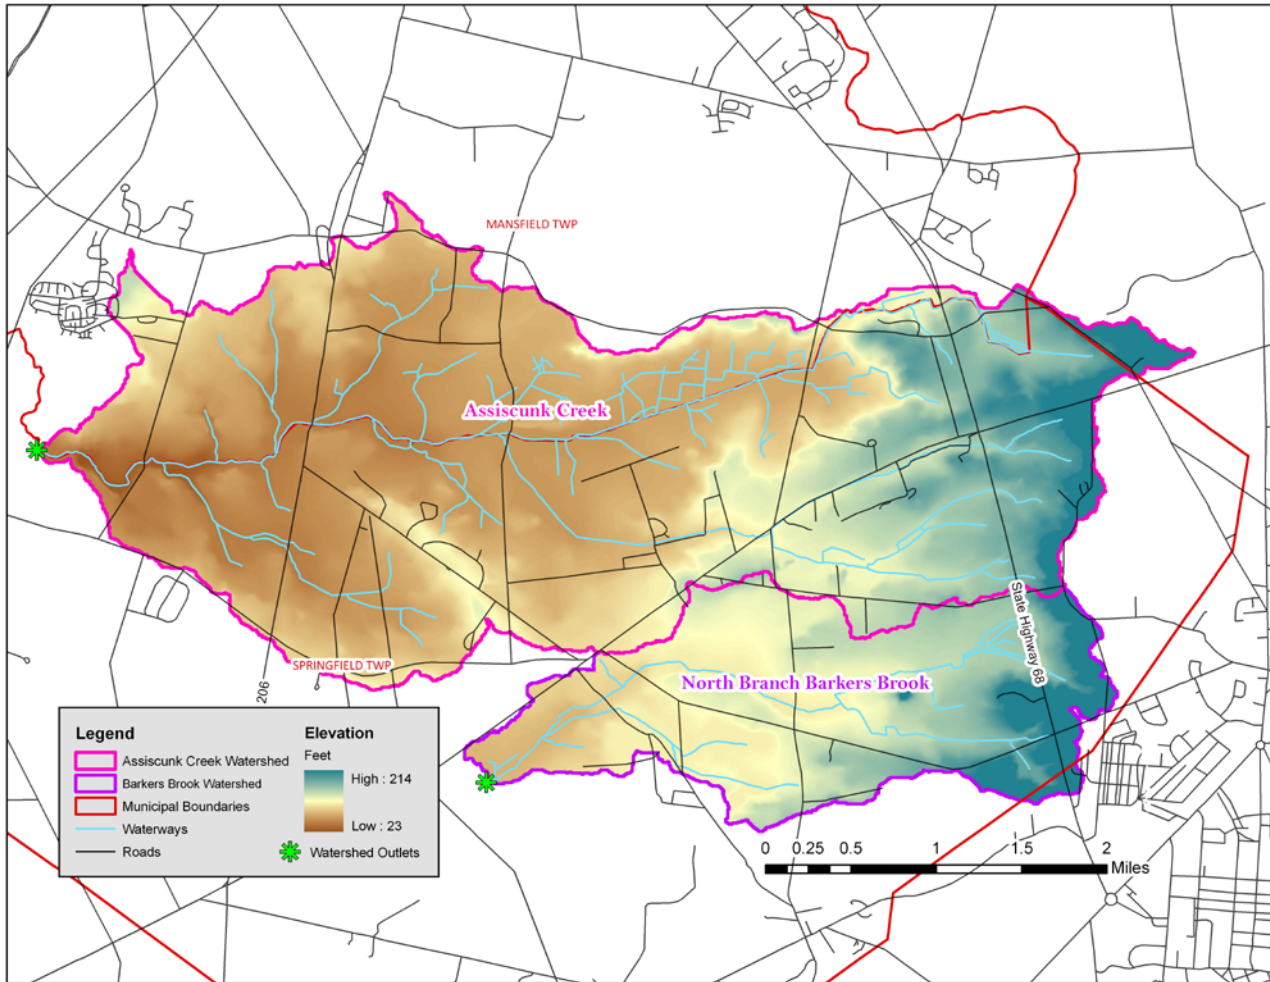 MANSFIELD TWP
Assiscunk Creek
State Highway 68
SPRINGFIELD TWP
206
North Branch Barkers Brook
Legend
Assiscunk Creek Watershed
Barkers Brook Watershed
Municipal Boundaries
Waterways
Roads
Elevation
Feet
High : 214
Low : 23
Watershed Outlets
0 0.25 0.5 1 1.5 2
Miles